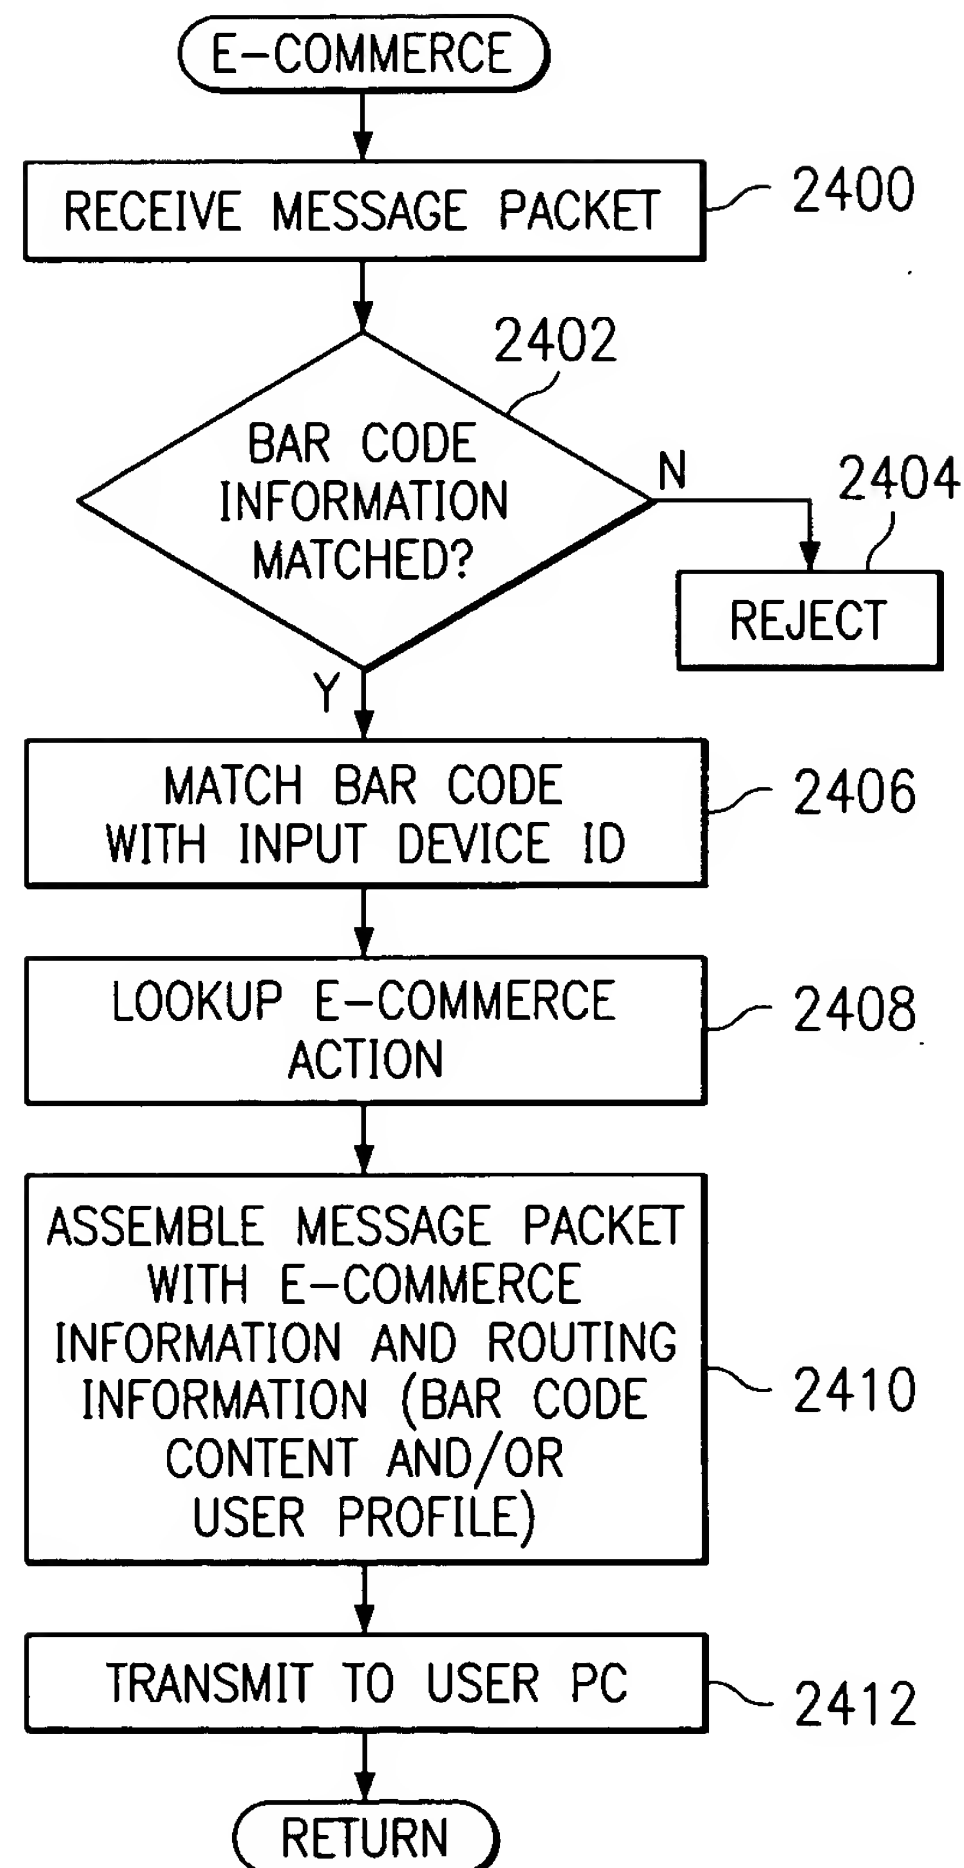 E-COMMERCE
RECEIVE MESSAGE PACKET
2400
2402
BAR CODE
INFORMATION
MATCHED?
N
2404
REJECT
Y
MATCH BAR CODE
WITH INPUT DEVICE ID
2406
LOOKUP E-COMMERCE
ACTION
2408
ASSEMBLE MESSAGE PACKET
WITH E-COMMERCE
INFORMATION AND ROUTING
INFORMATION (BAR CODE
CONTENT AND/OR
USER PROFILE)
2410
TRANSMIT TO USER PC
2412
RETURN